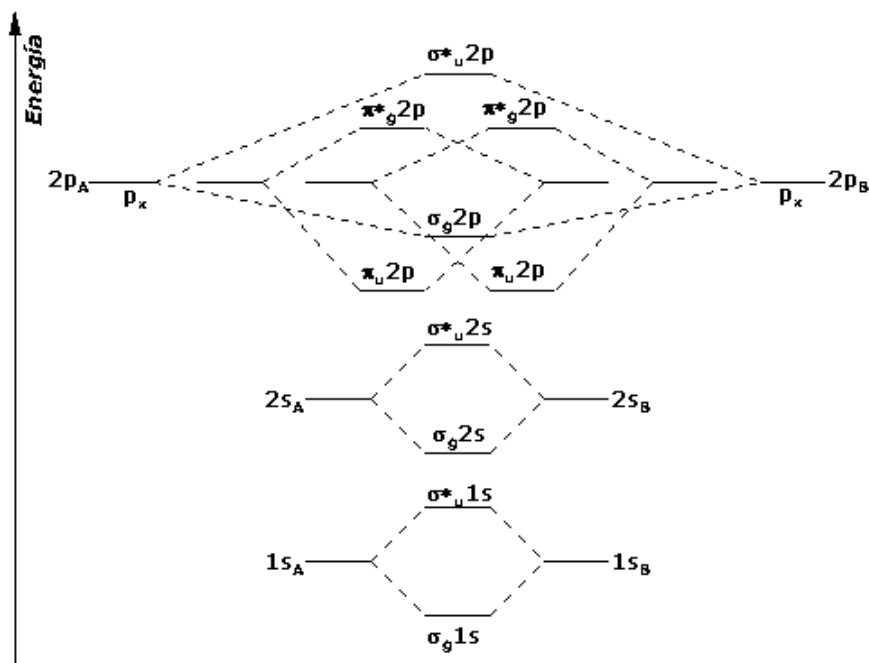 Energía
σ*ᵤ2p
π*g2p π*g2p
2pA 2pB
pₓ pₓ
σg2p
πᵤ2p πᵤ2p
σ*ᵤ2s
2sA 2sB
σg2s
σ*ᵤ1s
1sA 1sB
σg1s